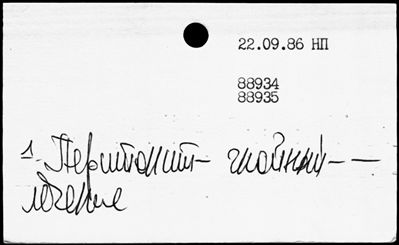 22.09.86 НП
88934
88935
1. Перитонит — гнойный — —
лечение